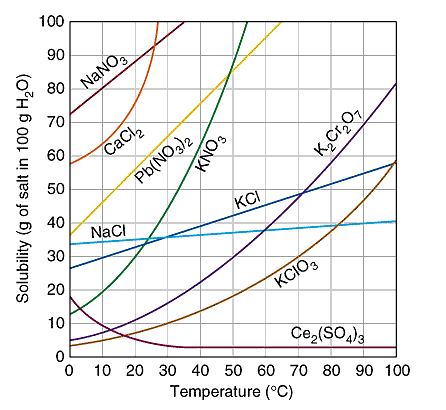 100
90
80
70
60
50
40
30
20
10
0
Solubility (g of salt in 100 g H₂O)
NaNO₃
CaCl₂
Pb(NO₃)₂
KNO₃
K₂Cr₂O₇
KCl
NaCl
KClO₃
Ce₂(SO₄)₃
0 10 20 30 40 50 60 70 80 90 100
Temperature (°C)